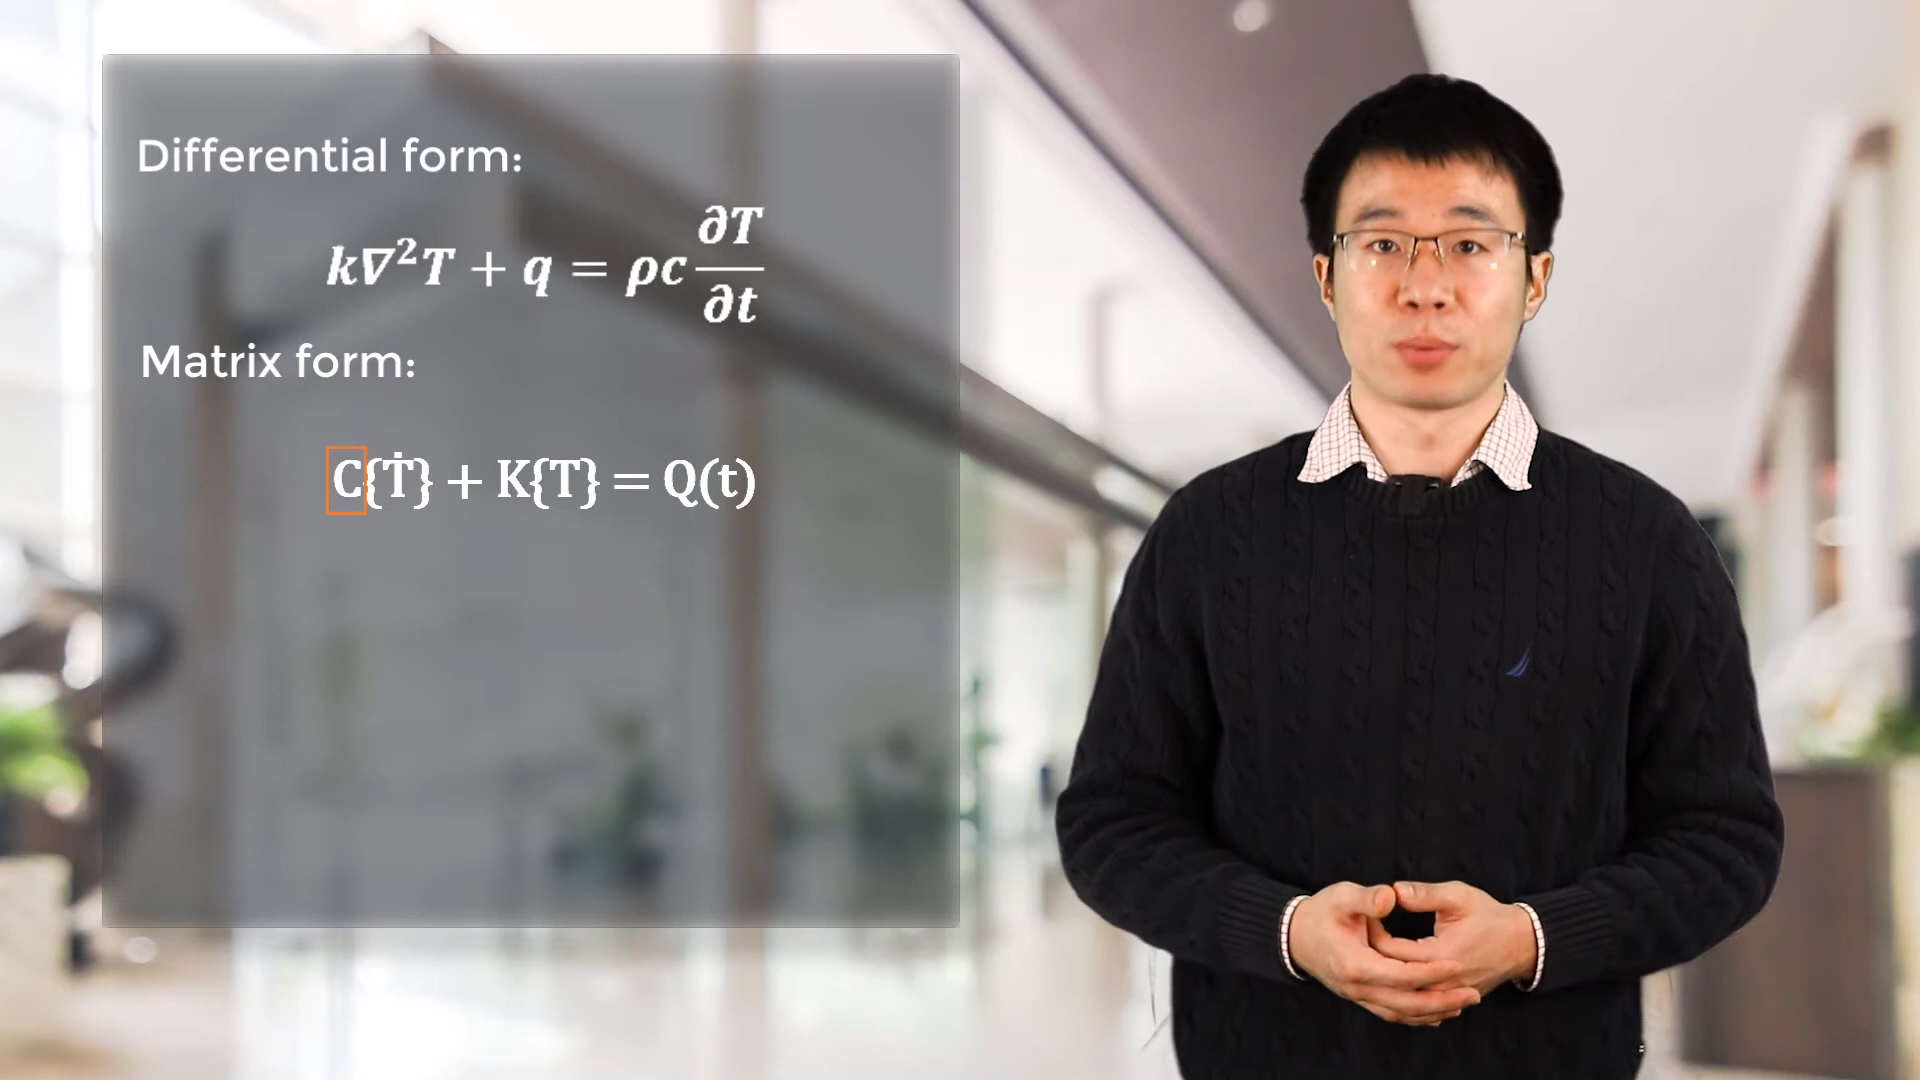 Differential form:
k∇²T + q = ρc ∂T/∂t
Matrix form:
C{Ṫ} + K{T} = Q(t)